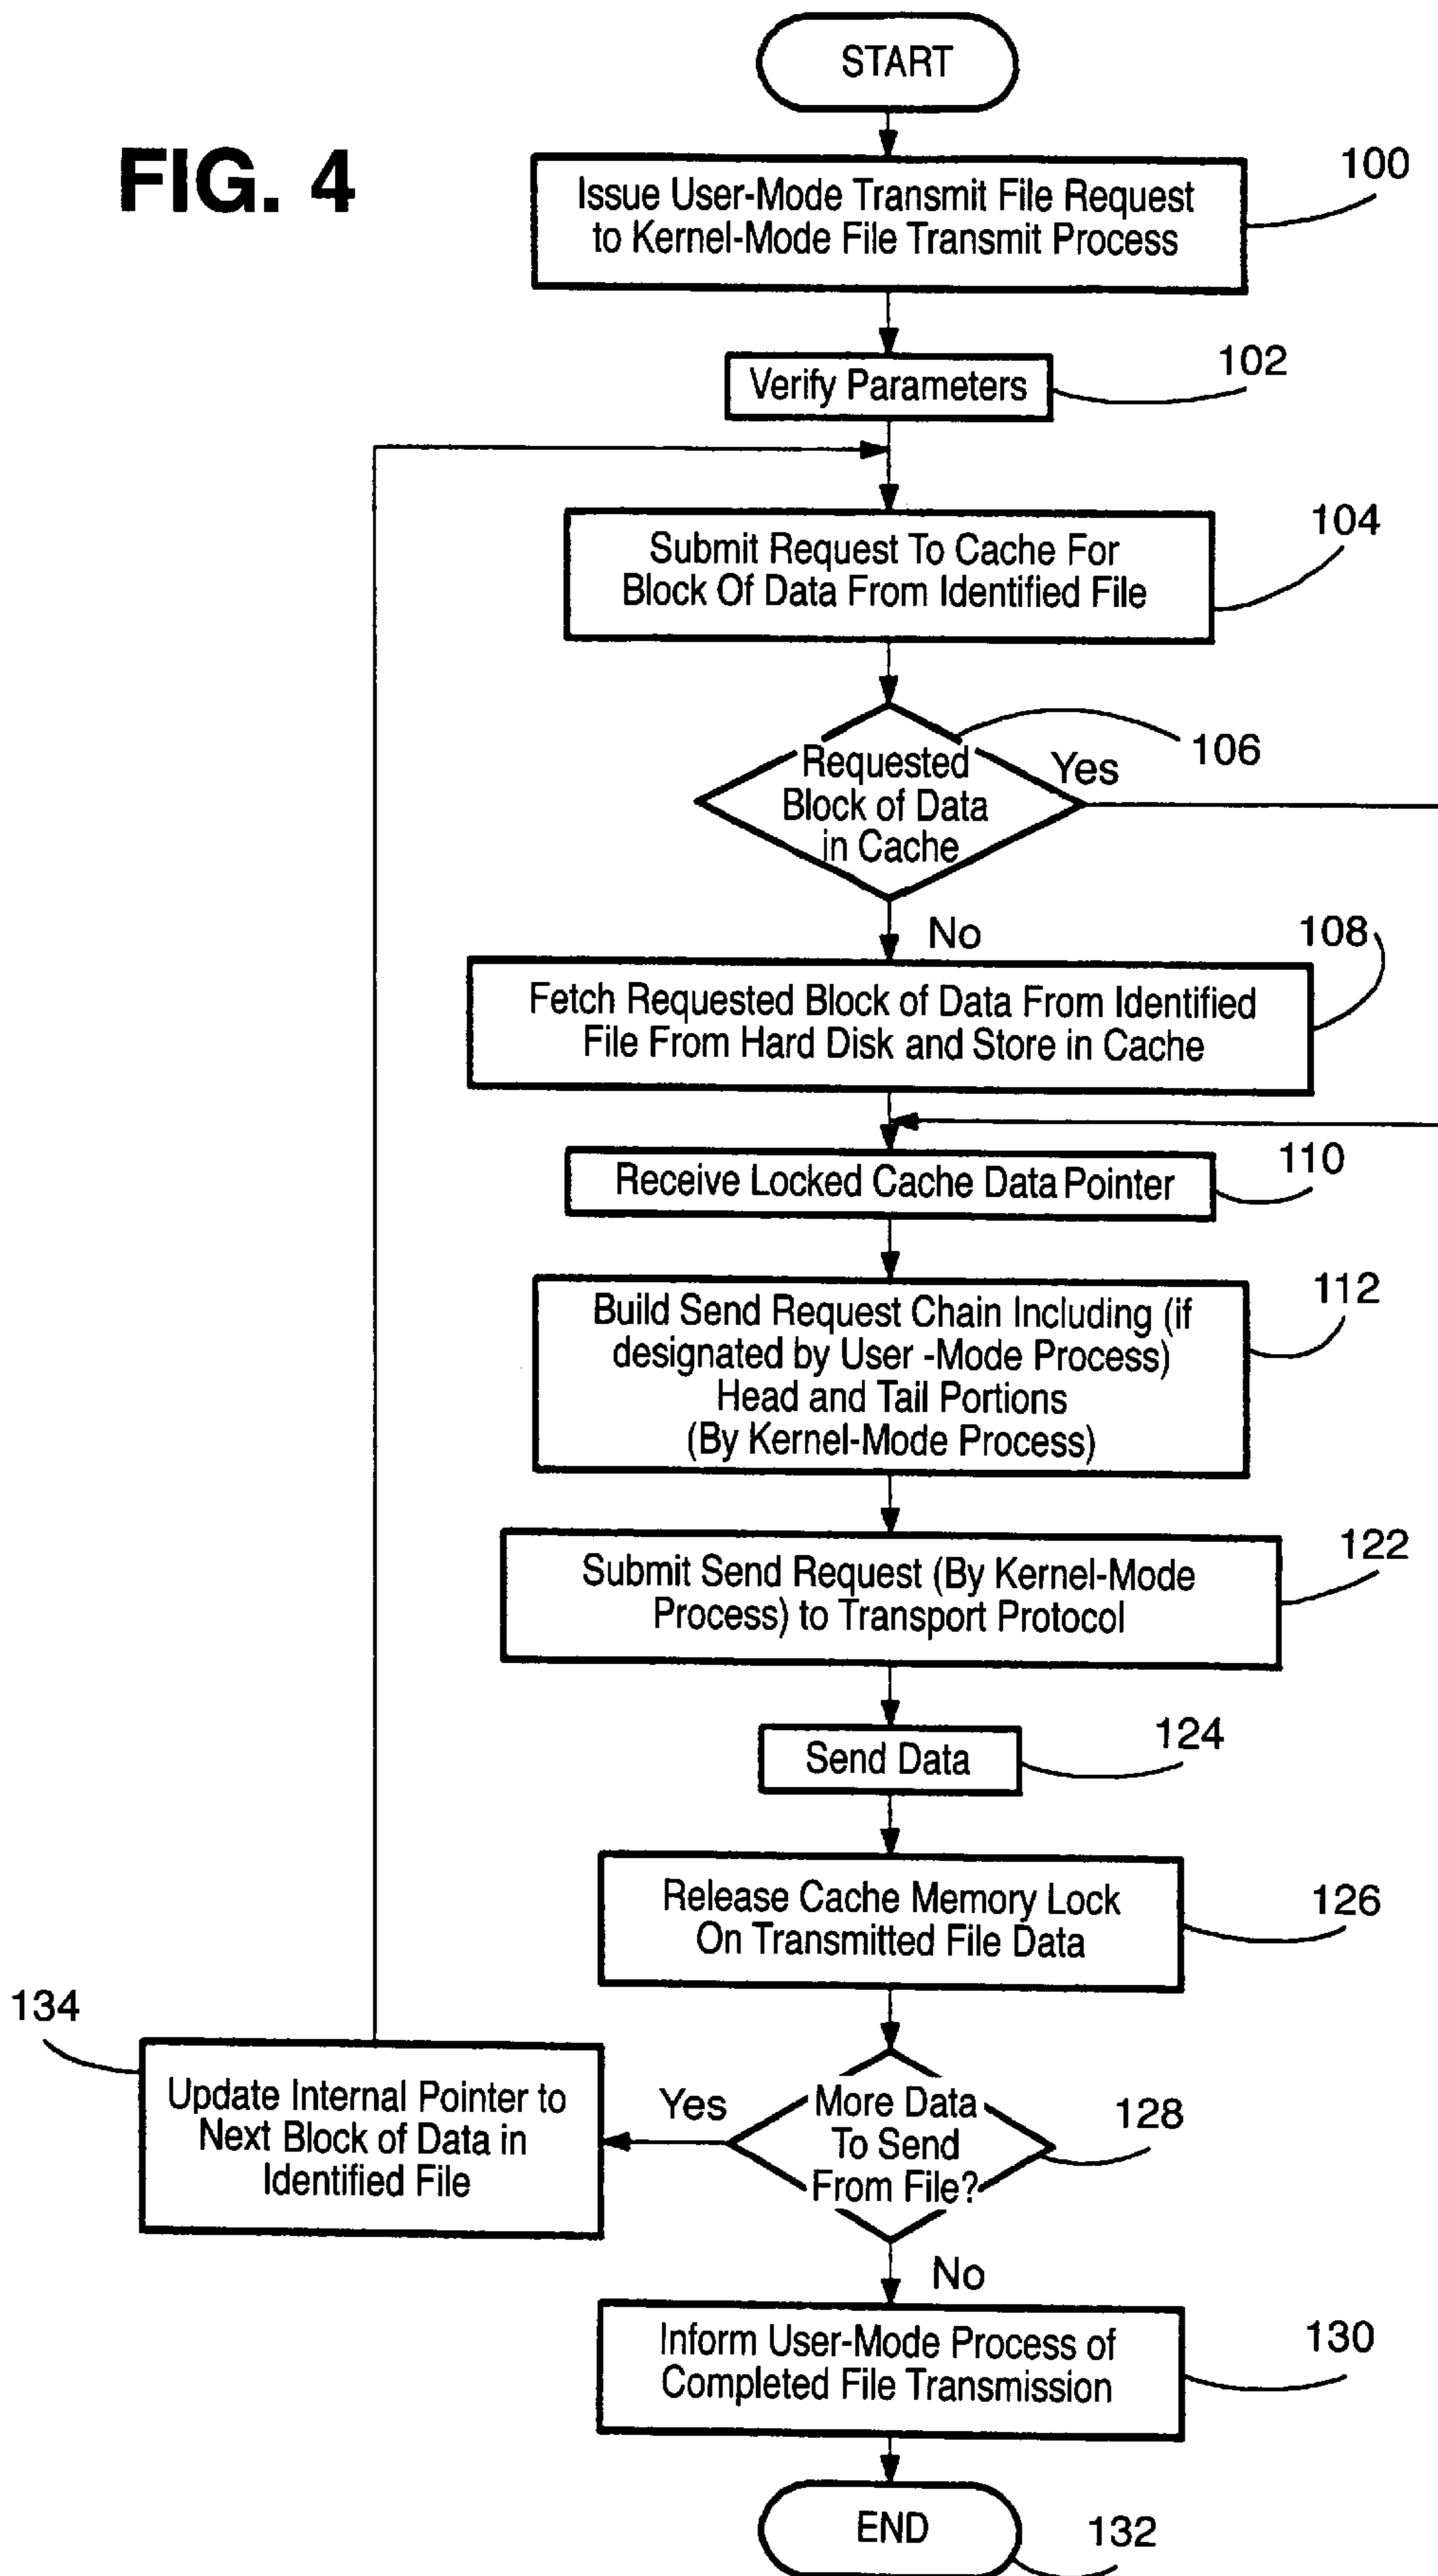 START
FIG. 4
100
Issue User-Mode Transmit File Request
to Kernel-Mode File Transmit Process
102
Verify Parameters
104
Submit Request To Cache For
Block Of Data From Identified File
106
Requested
Block of Data
in Cache
Yes
No
108
Fetch Requested Block of Data From Identified
File From Hard Disk and Store in Cache
110
Receive Locked Cache Data Pointer
112
Build Send Request Chain Including (if
designated by User -Mode Process)
Head and Tail Portions
(By Kernel-Mode Process)
122
Submit Send Request (By Kernel-Mode
Process) to Transport Protocol
124
Send Data
126
Release Cache Memory Lock
On Transmitted File Data
134
Update Internal Pointer to
Next Block of Data in
Identified File
Yes
More Data
To Send
From File?
128
No
130
Inform User-Mode Process of
Completed File Transmission
END
132